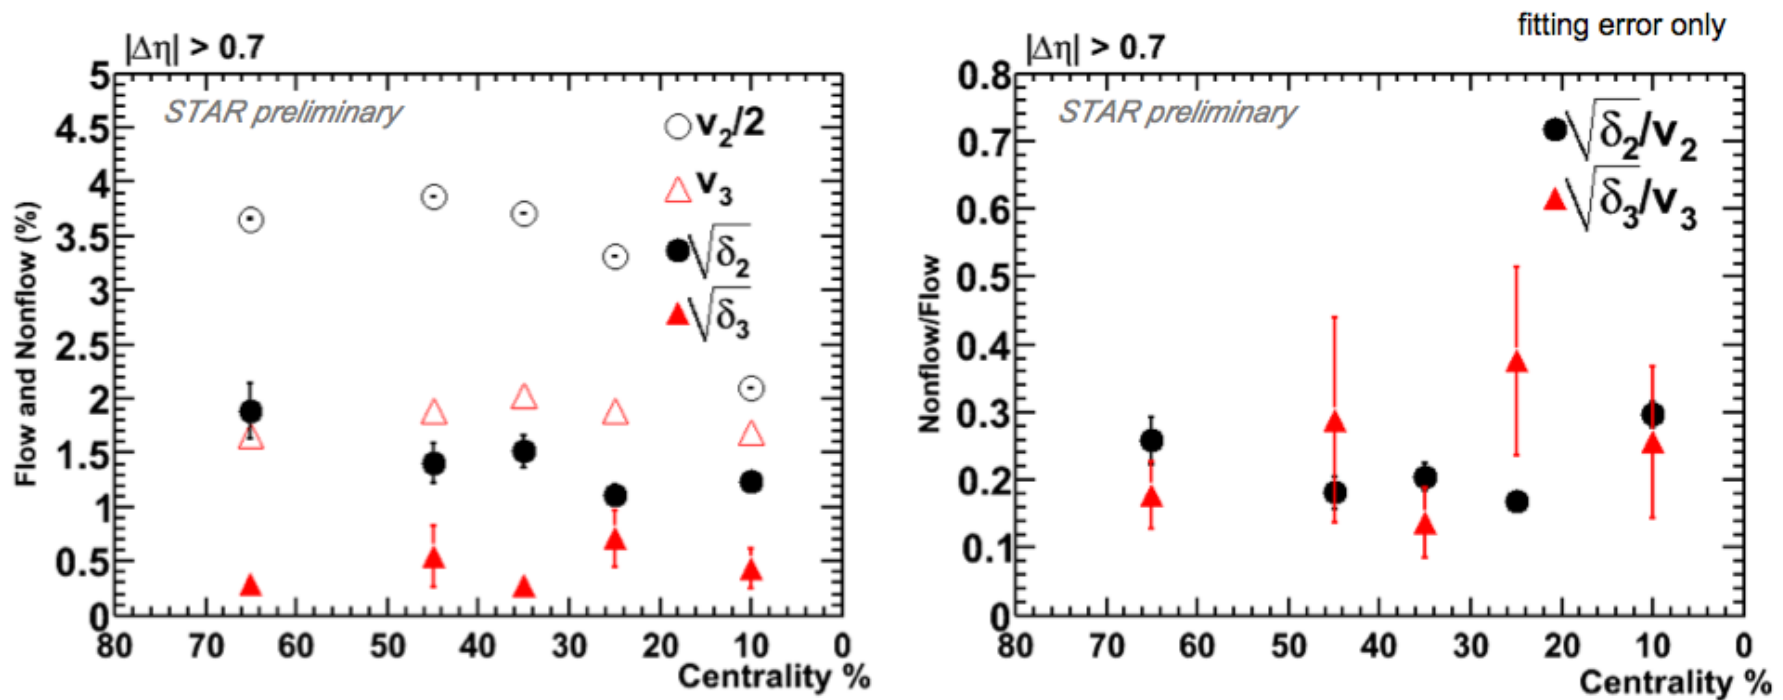 fitting error only
|Δη| > 0.7
STAR preliminary
Flow and Nonflow (%)
5
4.5
4
3.5
3
2.5
2
1.5
1
0.5
0
v₂/2
v₃
√δ₂
√δ₃
80 70 60 50 40 30 20 10 0
Centrality %
|Δη| > 0.7
STAR preliminary
Nonflow/Flow
0.8
0.7
0.6
0.5
0.4
0.3
0.2
0.1
0
√δ₂/v₂
√δ₃/v₃
80 70 60 50 40 30 20 10 0
Centrality %